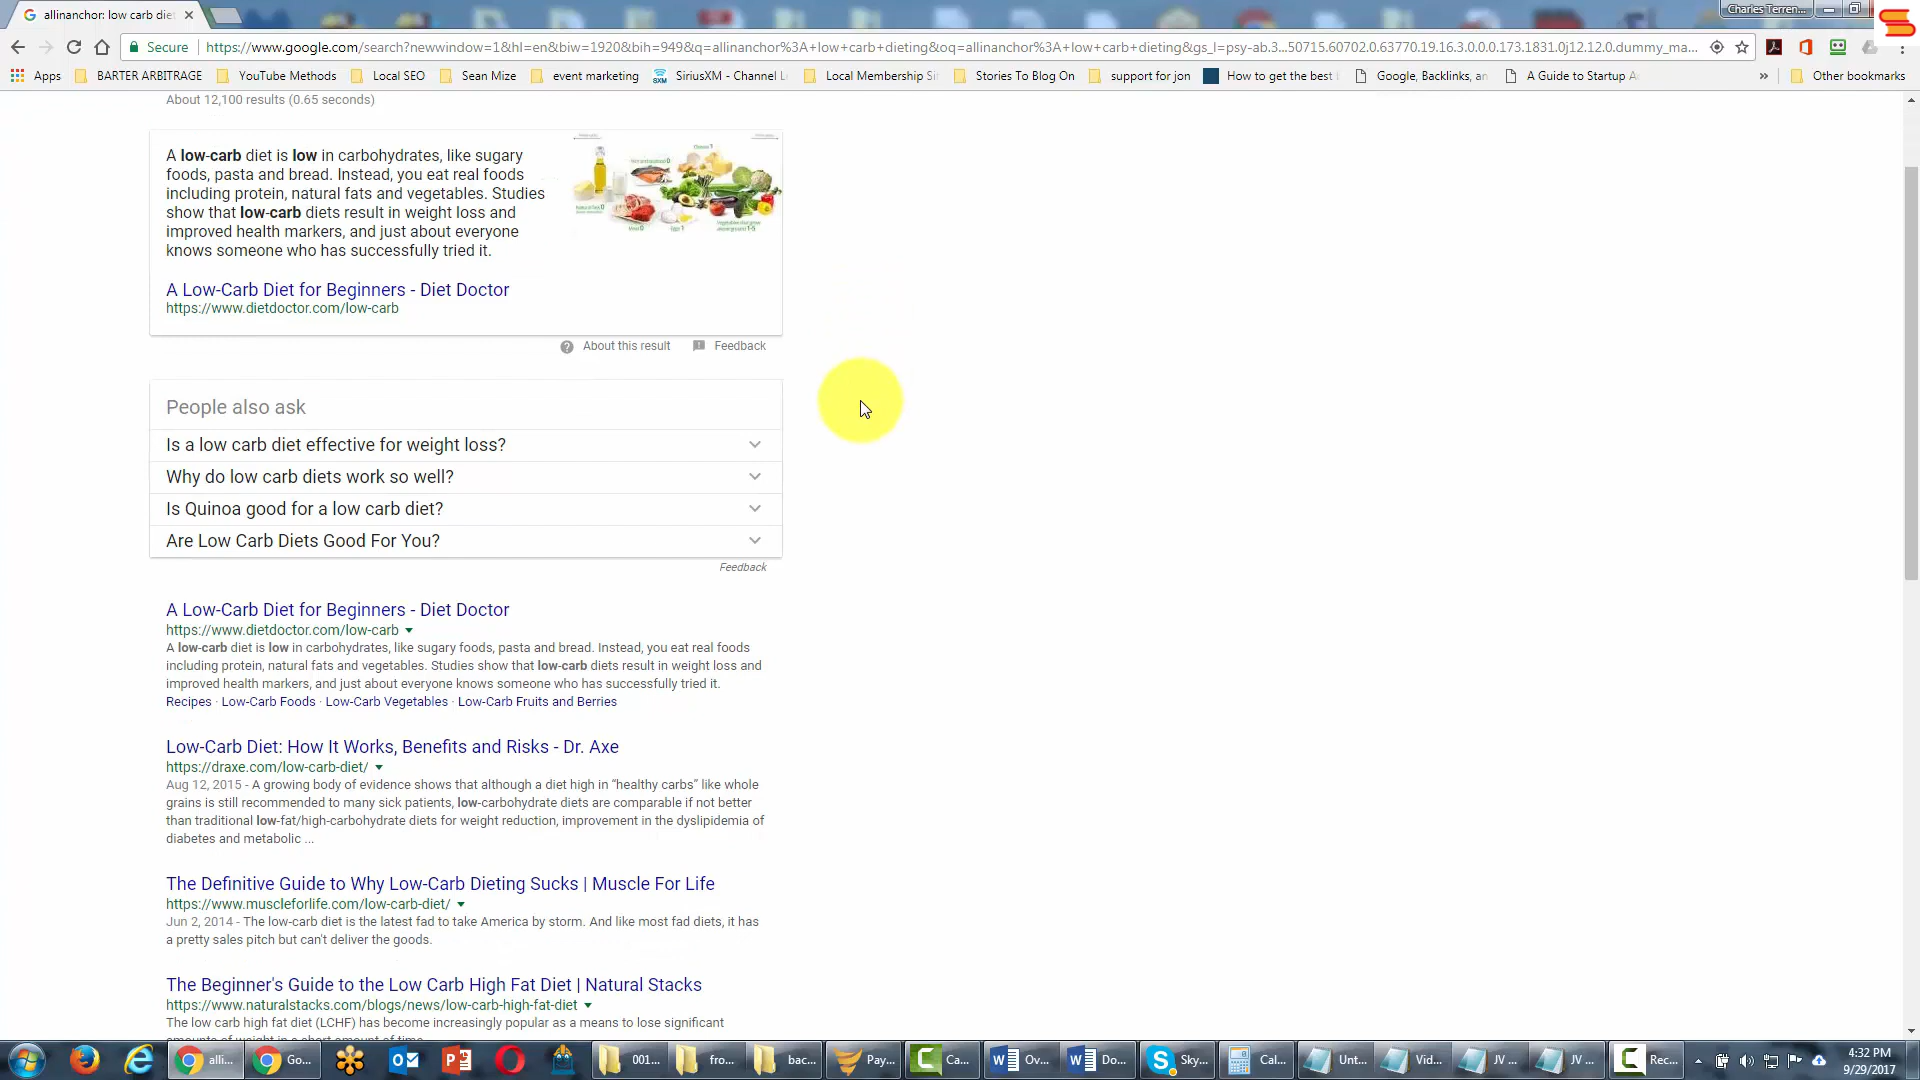 allinanchor: low carb diet
Charles Terren...
Secure
https://www.google.com/search?newwindow=1&hl=en&biw=1920&bih=949&q=allinanchor%3A+low+carb+dieting&oq=allinanchor%3A+low+carb+dieting&gs_l=psy-ab.3...50715.60702.0.63770.19.16.3.0.0.0.173.1831.0j12.12.0.dummy_ma...
Apps
BARTER ARBITRAGE
YouTube Methods
Local SEO
Sean Mize
event marketing
SiriusXM - Channel L
Local Membership Si
Stories To Blog On
support for jon
How to get the best
Google, Backlinks, an
A Guide to Startup A
»
Other bookmarks
About 12,100 results (0.65 seconds)
A low-carb diet is low in carbohydrates, like sugary
foods, pasta and bread. Instead, you eat real foods
including protein, natural fats and vegetables. Studies
show that low-carb diets result in weight loss and
improved health markers, and just about everyone
knows someone who has successfully tried it.
A Low-Carb Diet for Beginners - Diet Doctor
https://www.dietdoctor.com/low-carb
About this result
Feedback
People also ask
Is a low carb diet effective for weight loss?
Why do low carb diets work so well?
Is Quinoa good for a low carb diet?
Are Low Carb Diets Good For You?
Feedback
A Low-Carb Diet for Beginners - Diet Doctor
https://www.dietdoctor.com/low-carb
A low-carb diet is low in carbohydrates, like sugary foods, pasta and bread. Instead, you eat real foods
including protein, natural fats and vegetables. Studies show that low-carb diets result in weight loss and
improved health markers, and just about everyone knows someone who has successfully tried it.
Recipes · Low-Carb Foods · Low-Carb Vegetables · Low-Carb Fruits and Berries
Low-Carb Diet: How It Works, Benefits and Risks - Dr. Axe
https://draxe.com/low-carb-diet/
Aug 12, 2015 - A growing body of evidence shows that although a diet high in “healthy carbs” like whole
grains is still recommended to many sick patients, low-carbohydrate diets are comparable if not better
than traditional low-fat/high-carbohydrate diets for weight reduction, improvement in the dyslipidemia of
diabetes and metabolic ...
The Definitive Guide to Why Low-Carb Dieting Sucks | Muscle For Life
https://www.muscleforlife.com/low-carb-diet/
Jun 2, 2014 - The low-carb diet is the latest fad to take America by storm. And like most fad diets, it has
a pretty sales pitch but can't deliver the goods.
The Beginner's Guide to the Low Carb High Fat Diet | Natural Stacks
https://www.naturalstacks.com/blogs/news/low-carb-high-fat-diet
The low carb high fat diet (LCHF) has become increasingly popular as a means to lose significant
amounts of weight in a short amount of time.
alli...
Go...
001...
fro...
bac...
Pay...
Ca...
Ov...
Do...
Sky...
Cal...
Unt...
Vid...
JV ...
JV ...
Rec...
4:32 PM
9/29/2017